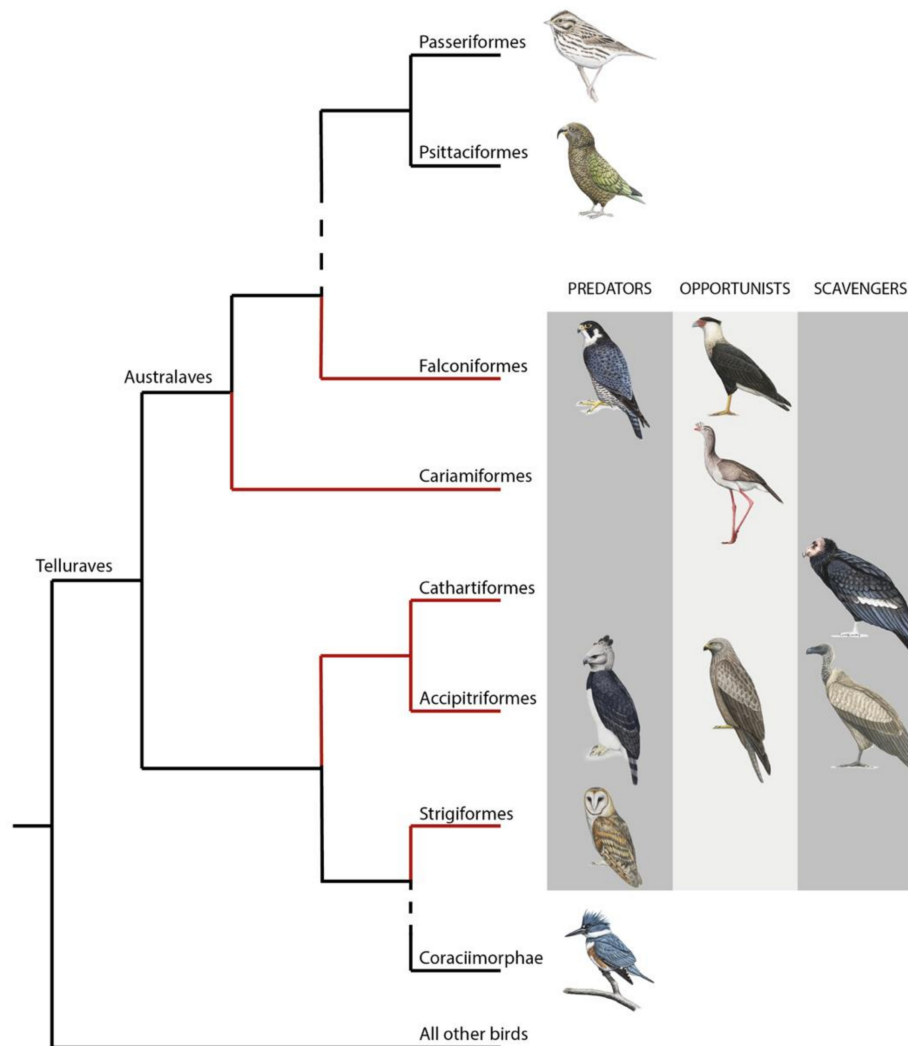 Passeriformes
Psittaciformes
PREDATORS OPPORTUNISTS SCAVENGERS
Falconiformes
Australaves
Cariamiformes
Telluraves
Cathartiformes
Accipitriformes
Strigiformes
Coraciimorphae
All other birds